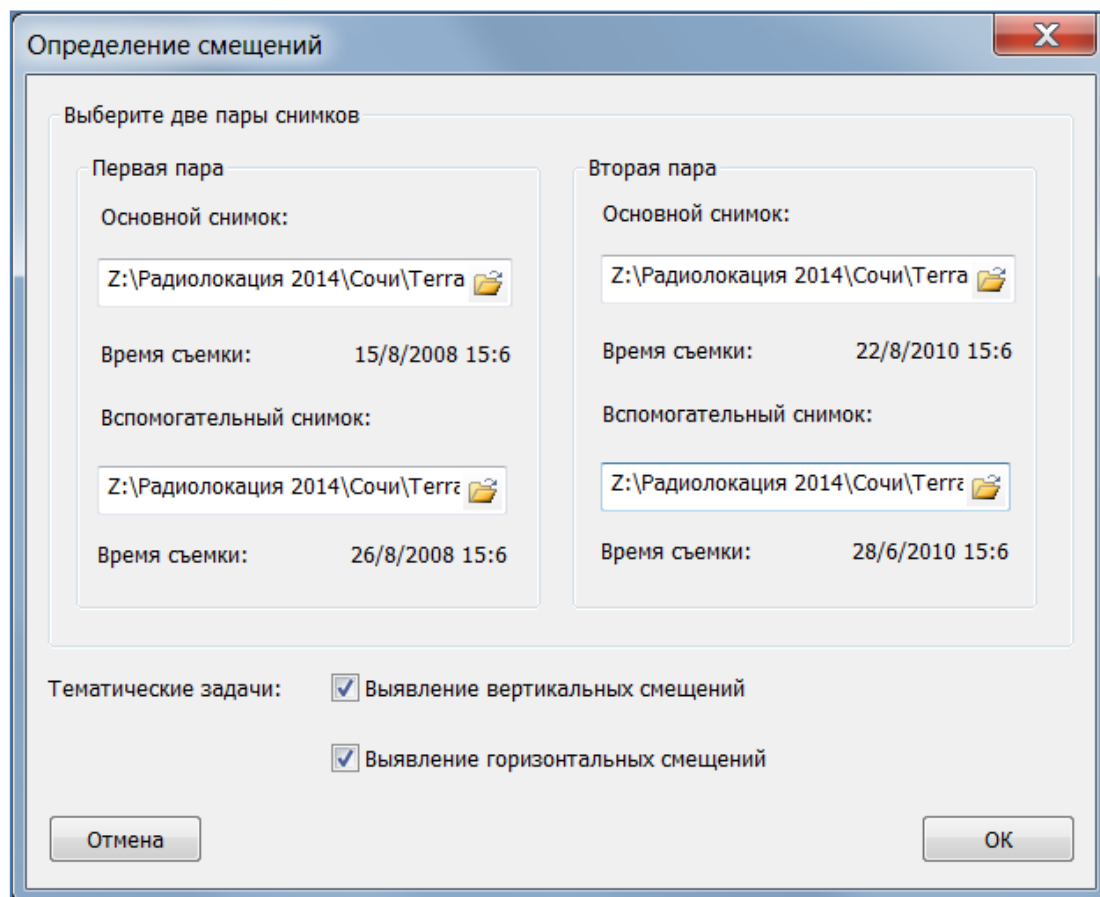 Определение смещений
Выберите две пары снимков
Первая пара
Основной снимок:
Z:\Радиолокация 2014\Сочи\Terra
Время съемки: 15/8/2008 15:6
Вспомогательный снимок:
Z:\Радиолокация 2014\Сочи\Terra
Время съемки: 26/8/2008 15:6
Вторая пара
Основной снимок:
Z:\Радиолокация 2014\Сочи\Terra
Время съемки: 22/8/2010 15:6
Вспомогательный снимок:
Z:\Радиолокация 2014\Сочи\Terra
Время съемки: 28/6/2010 15:6
Тематические задачи:
Выявление вертикальных смещений
Выявление горизонтальных смещений
Отмена
ОК